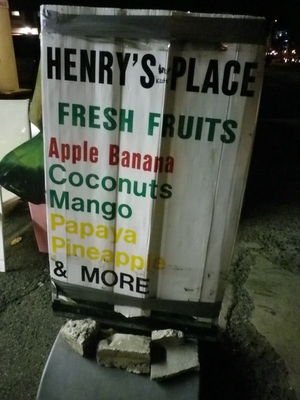 HENRY'S PLACE
FRESH FRUITS
Apple Banana
Coconuts
Mango
Papaya
Pineapple
& MORE